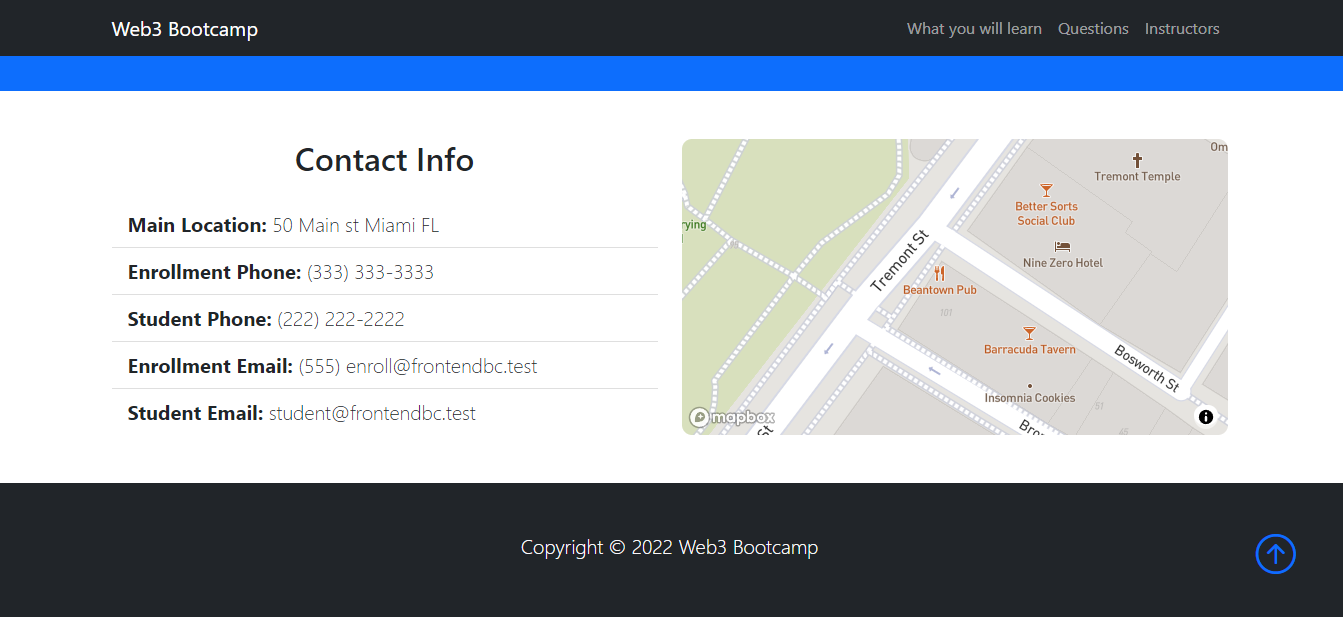 Web3 Bootcamp
What you will learn Questions Instructors
Contact Info
Main Location: 50 Main st Miami FL
Enrollment Phone: (333) 333-3333
Student Phone: (222) 222-2222
Enrollment Email: (555) enroll@frontendbc.test
Student Email: student@frontendbc.test
Om
Tremont Temple
Better Sorts
Social Club
rying
Tremont St
Nine Zero Hotel
Beantown Pub
101
Barracuda Tavern
Bosworth St
Insomnia Cookies
51
45
Bro
St
mapbox
Copyright © 2022 Web3 Bootcamp